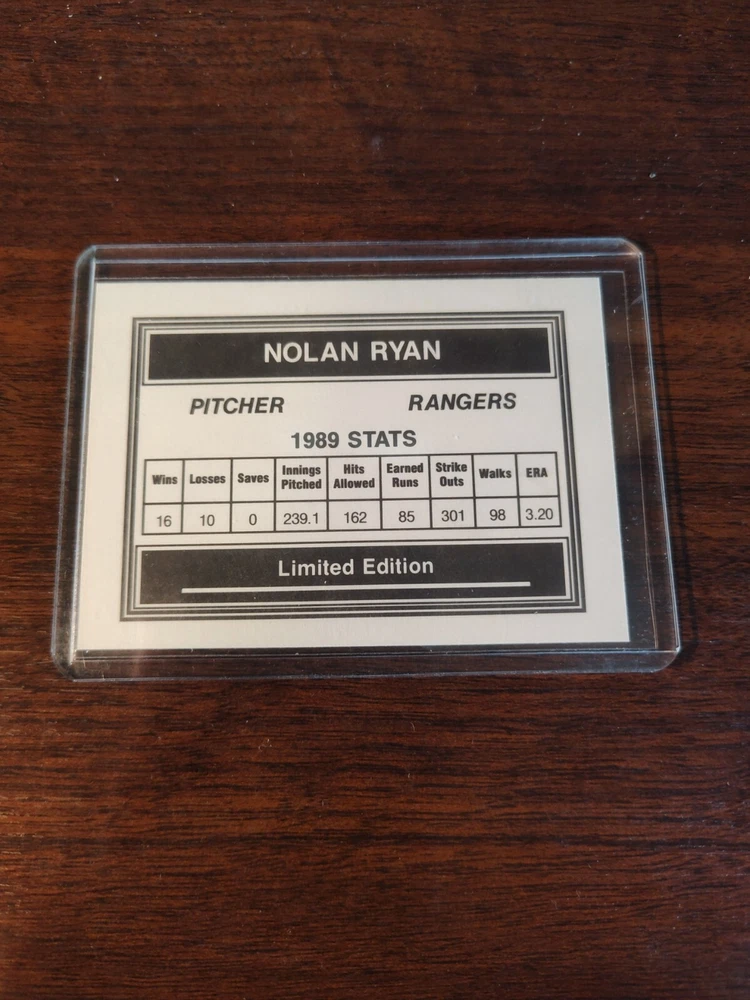 NOLAN RYAN
PITCHER RANGERS
1989 STATS
Wins Losses Saves Innings Pitched Hits Allowed Earned Runs Strike Outs Walks ERA
16 10 0 239.1 162 85 301 98 3.20
Limited Edition